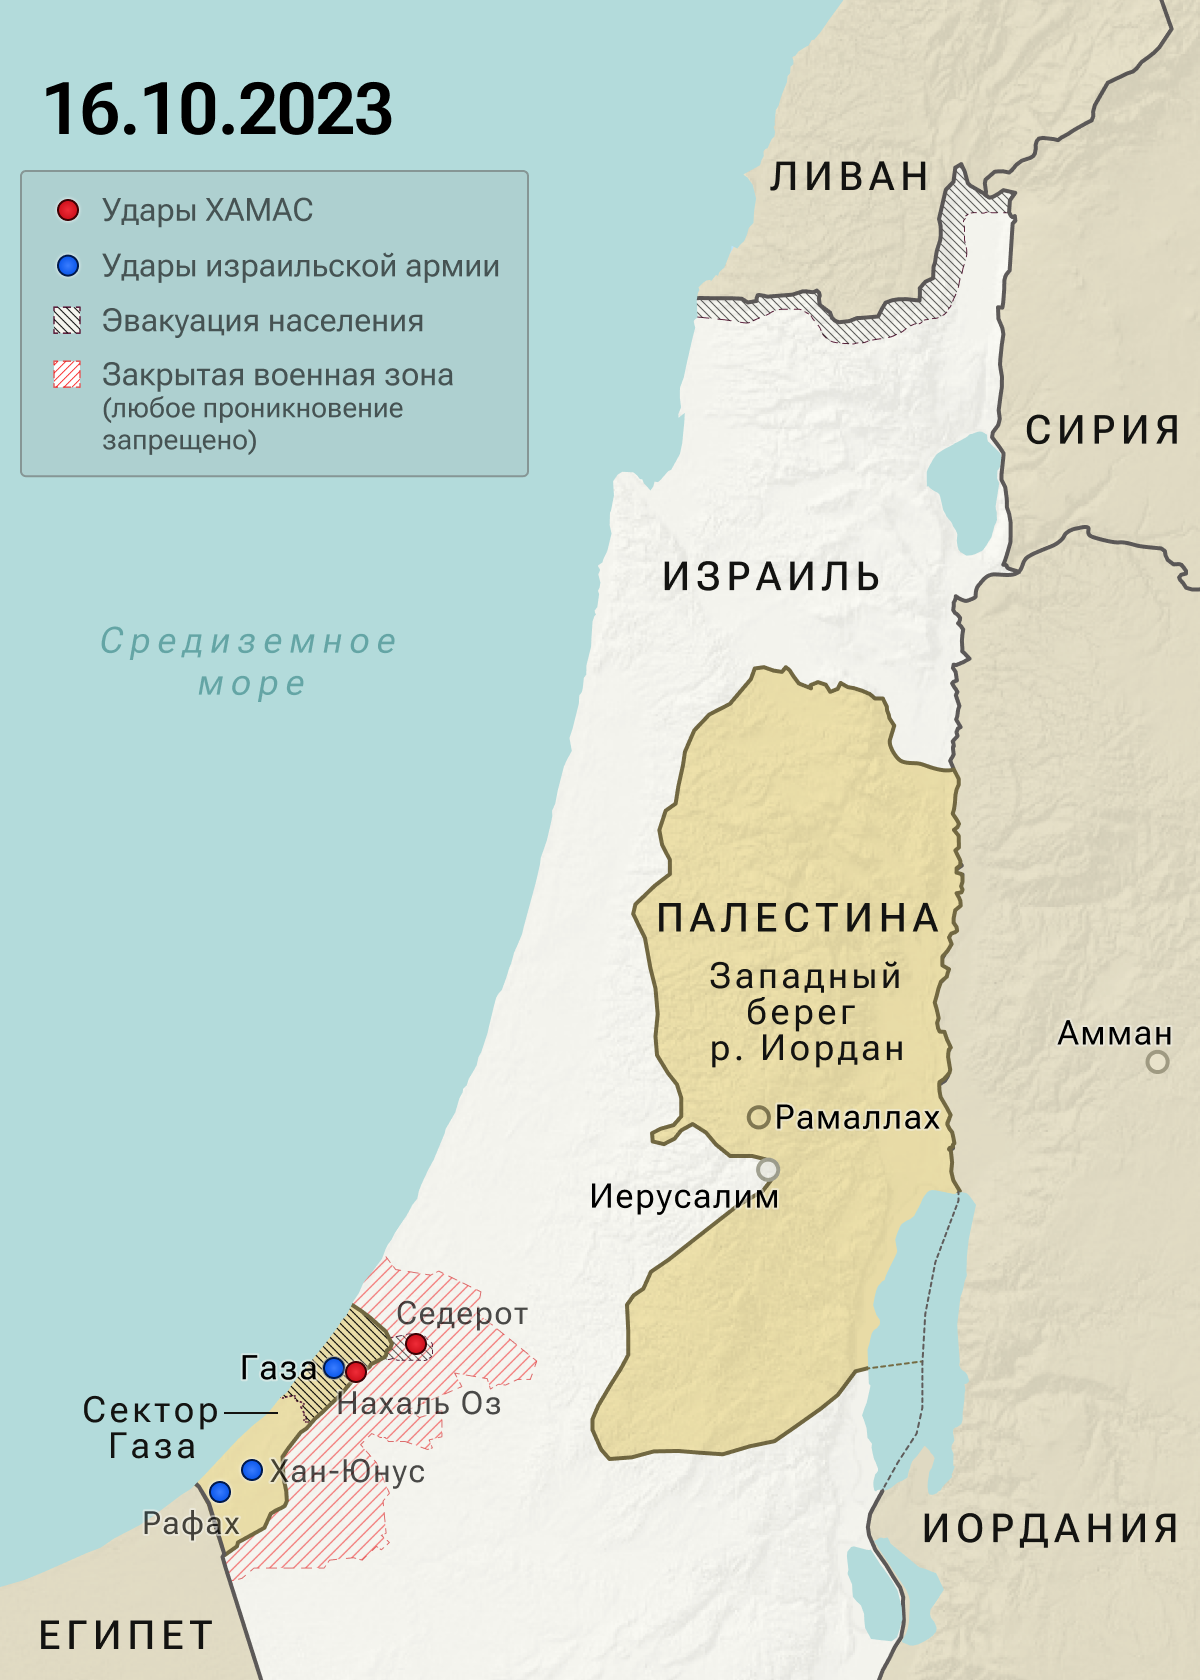 16.10.2023
Удары ХАМАС
Удары израильской армии
Эвакуация населения
Закрытая военная зона
(любое проникновение
запрещено)
ЛИВАН
СИРИЯ
ИЗРАИЛЬ
Средиземное
море
ПАЛЕСТИНА
Западный
берег
р. Иордан
Амман
Рамаллах
Иерусалим
Седерот
Газа
Нахаль Оз
Сектор
Газа
Хан-Юнус
Рафах
ИОРДАНИЯ
ЕГИПЕТ